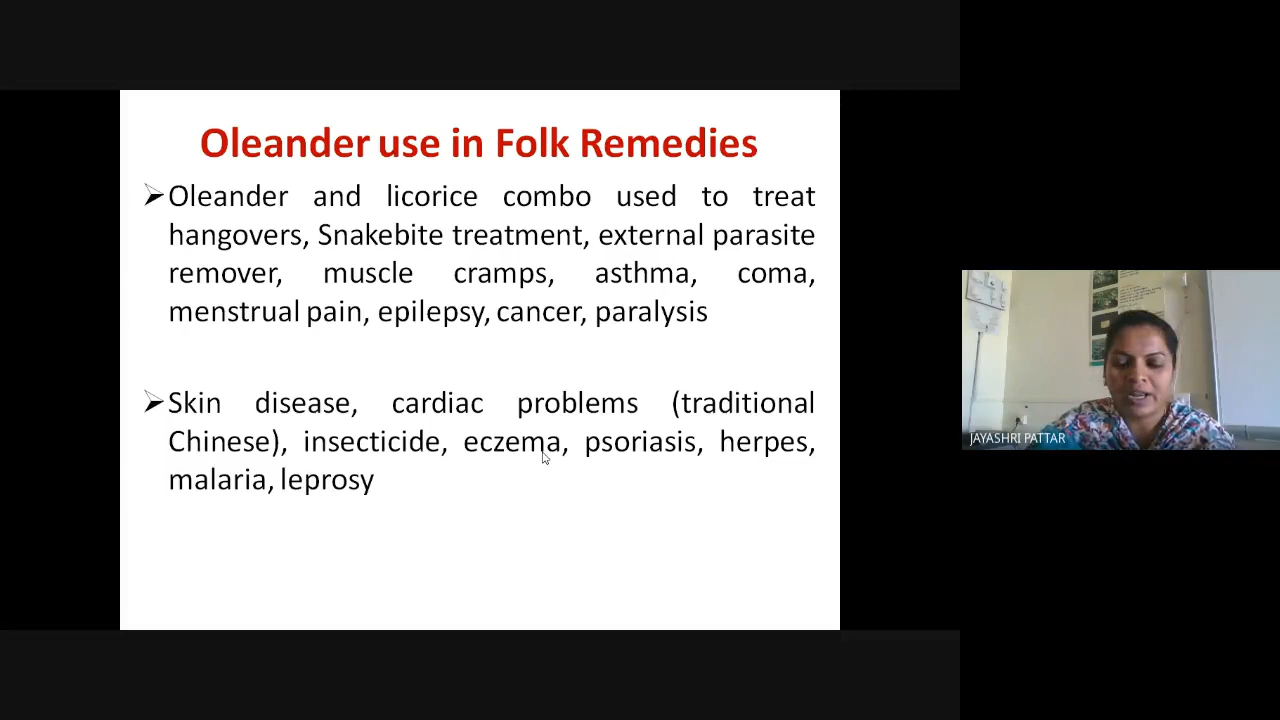 Oleander use in Folk Remedies
➢Oleander and licorice combo used to treat
hangovers, Snakebite treatment, external parasite
remover, muscle cramps, asthma, coma,
menstrual pain, epilepsy, cancer, paralysis
➢Skin disease, cardiac problems (traditional
Chinese), insecticide, eczema, psoriasis, herpes,
malaria, leprosy
JAYASHRI PATTAR